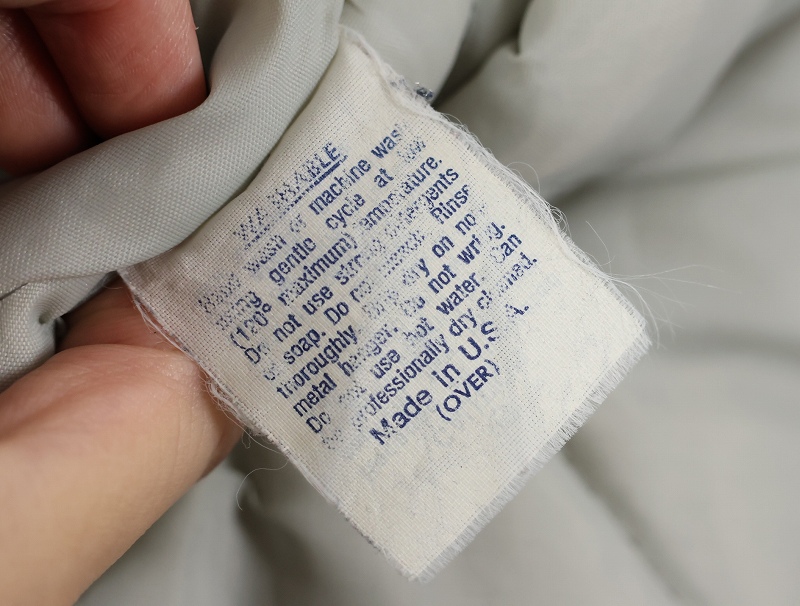 WASHABLE
Hand wash or machine wash
using gentle cycle at low
(120° maximum) temperature.
Do not use strong detergents
or soap. Do not bleach. Rinse
thoroughly. Drip dry on non
metal hanger. Do not wring.
Do not use hot water. Can
be professionally dry cleaned.
Made in U.S.A.
(OVER)